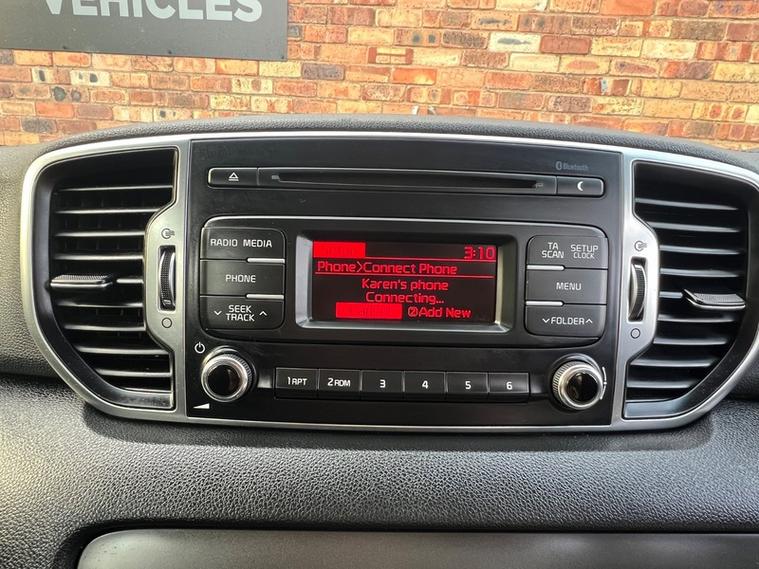 VEHICLES
Bluetooth
RADIO MEDIA
PHONE
SEEK
TRACK
3:10
Phone>Connect Phone
Karen's phone
Connecting...
②Add New
TA
SCAN
SETUP
CLOCK
MENU
FOLDER
1 RPT
2 RDM
3
4
5
6